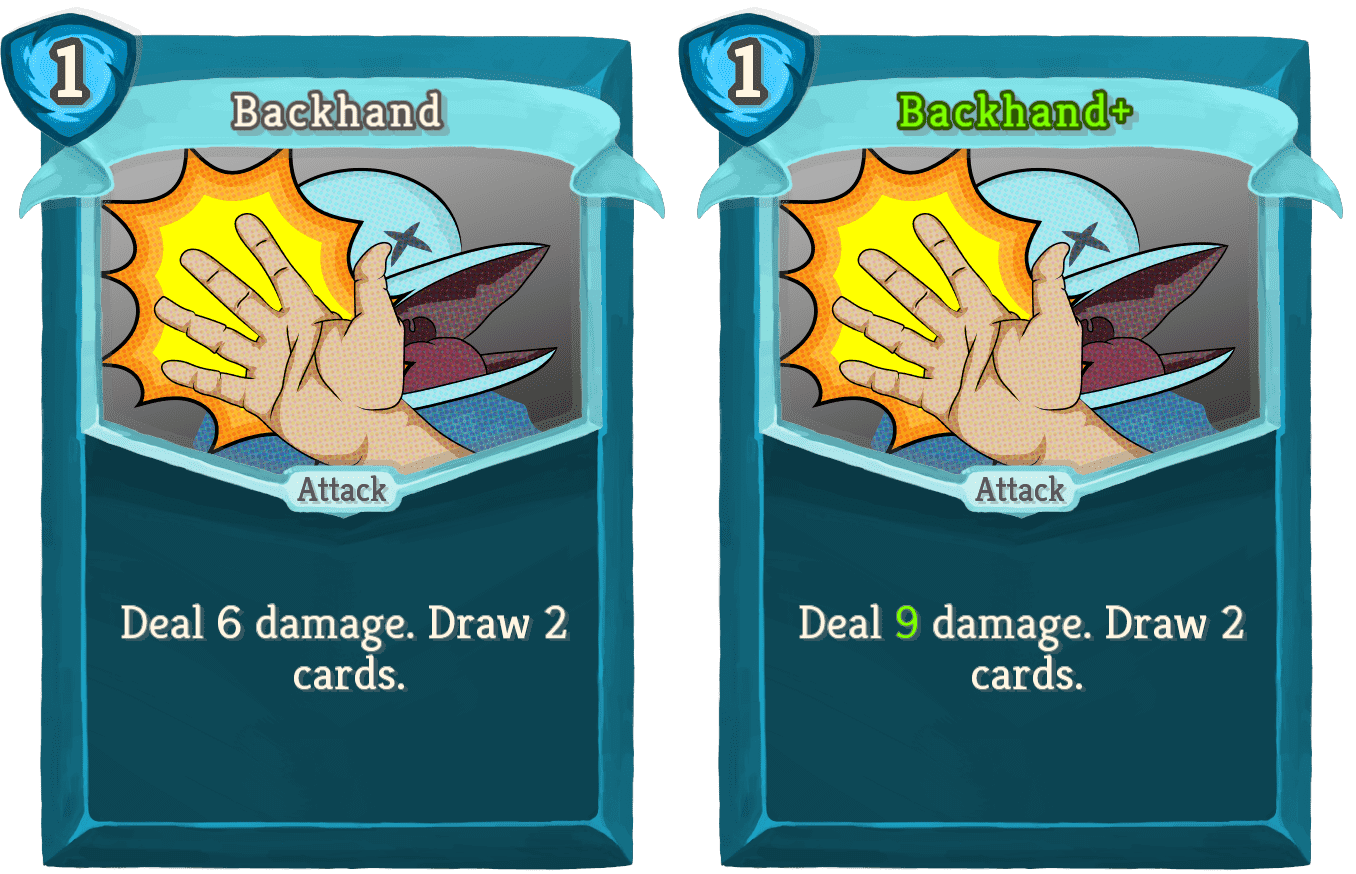 1
Backhand
Attack
Deal 6 damage. Draw 2
cards.
1
Backhand+
Attack
Deal 9 damage. Draw 2
cards.